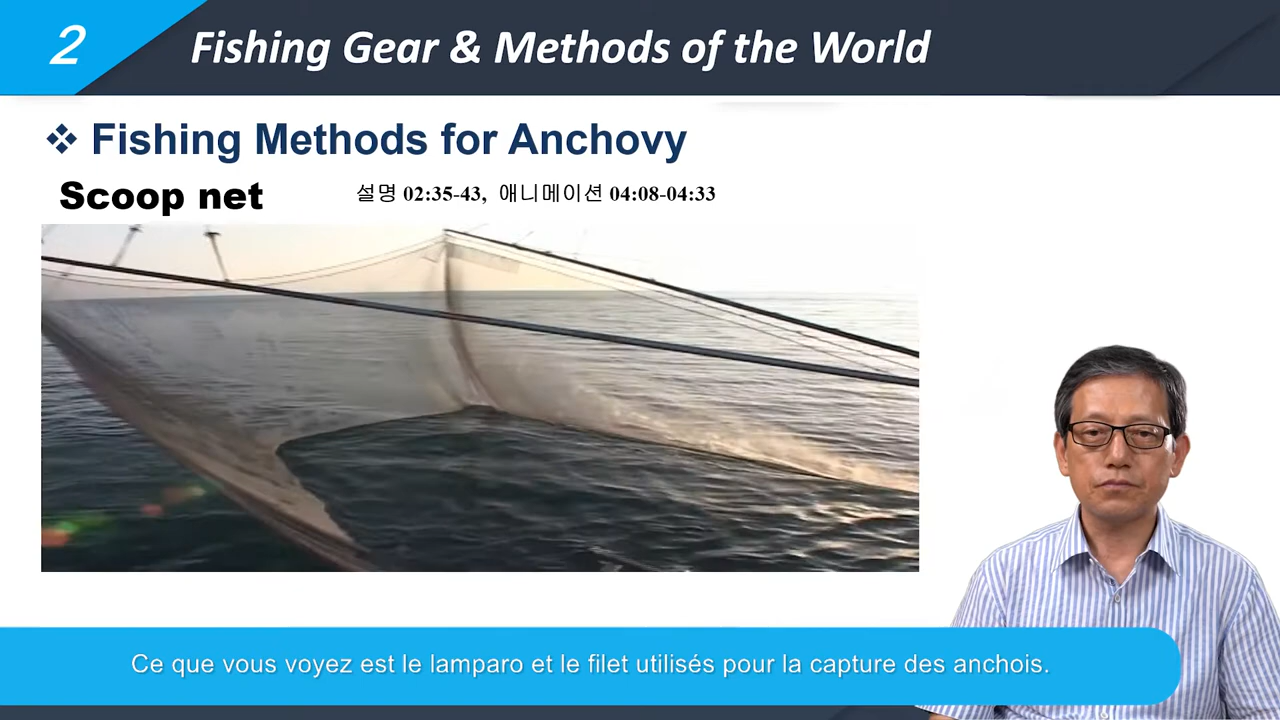 2
Fishing Gear & Methods of the World
Fishing Methods for Anchovy
Scoop net
설명 02:35-43, 애니메이션 04:08-04:33
Ce que vous voyez est le lamparo et le filet utilisés pour la capture des anchois.